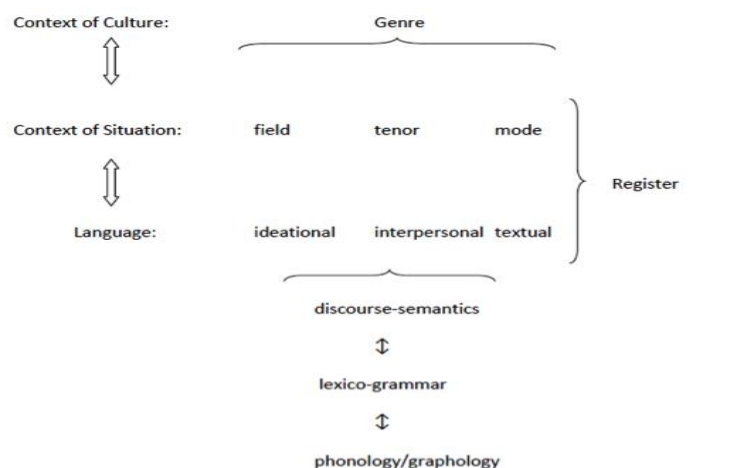 Context of Culture: Genre
Context of Situation: field tenor mode
Register
Language: ideational interpersonal textual
discourse-semantics
lexico-grammar
phonology/graphology